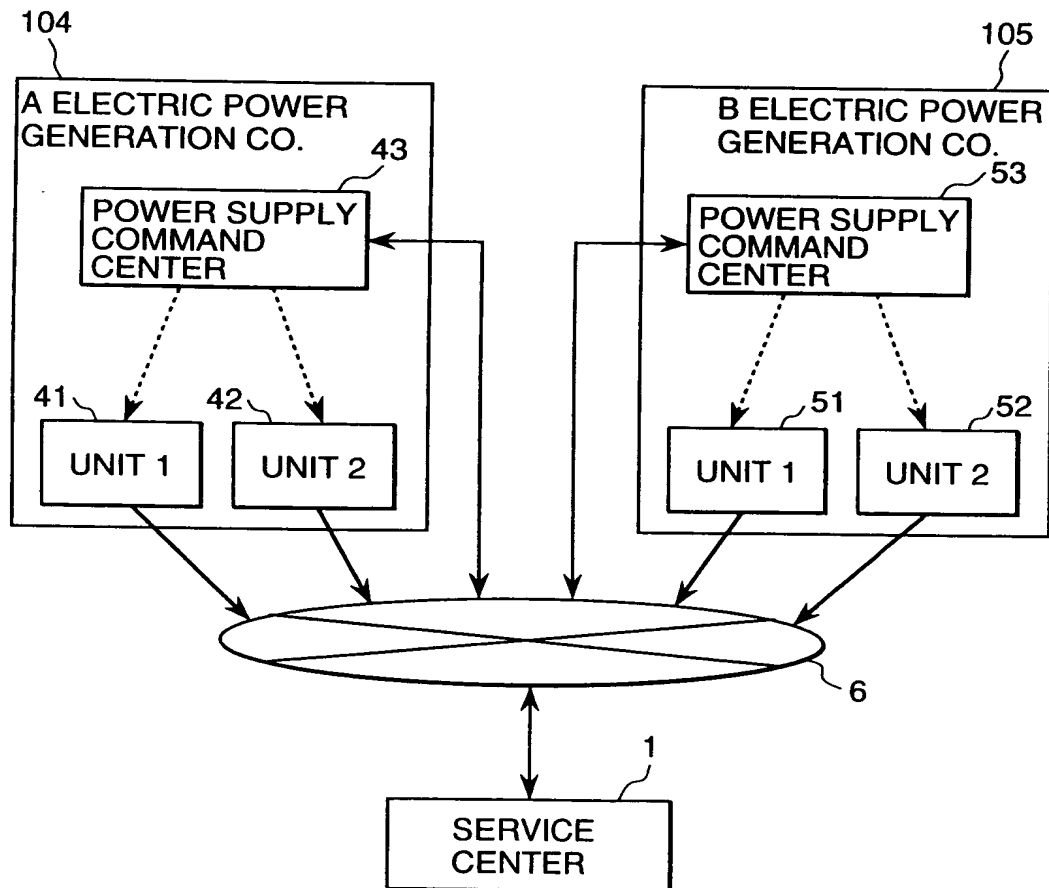 104
105
A ELECTRIC POWER
GENERATION CO.
43
POWER SUPPLY
COMMAND
CENTER
41
UNIT 1
42
UNIT 2
B ELECTRIC POWER
GENERATION CO.
53
POWER SUPPLY
COMMAND
CENTER
51
UNIT 1
52
UNIT 2
6
1
SERVICE
CENTER